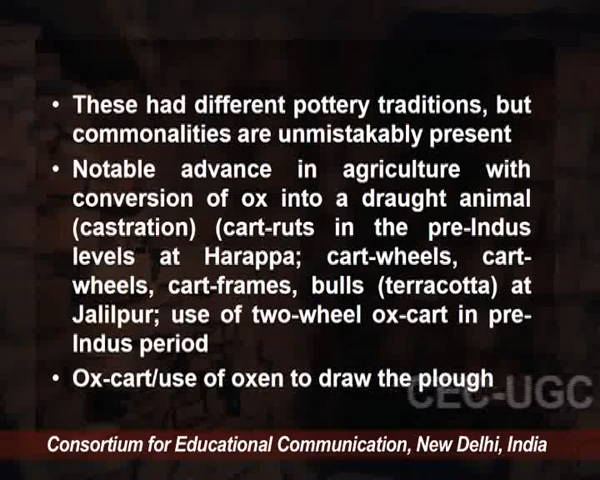 • These had different pottery traditions, but
commonalities are unmistakably present
• Notable advance in agriculture with
conversion of ox into a draught animal
(castration) (cart-ruts in the pre-Indus
levels at Harappa; cart-wheels, cart-
wheels, cart-frames, bulls (terracotta) at
Jalilpur; use of two-wheel ox-cart in pre-
Indus period
• Ox-cart/use of oxen to draw the plough
CEC-UGC
Consortium for Educational Communication, New Delhi, India